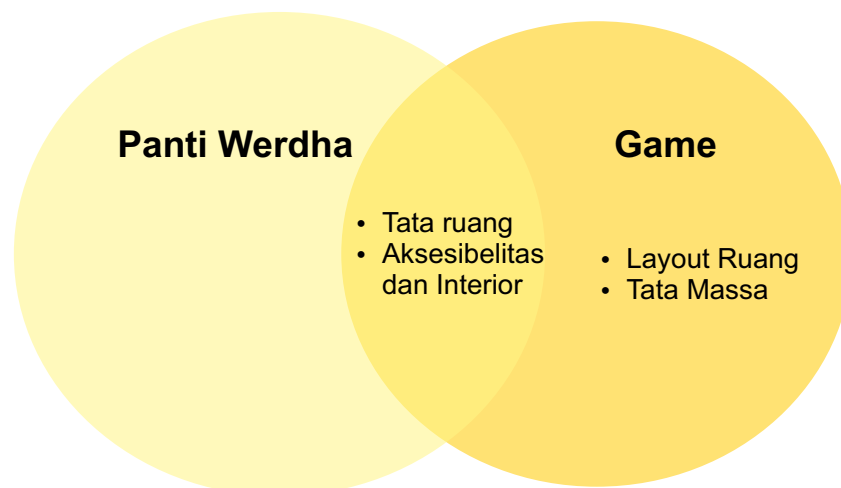 Panti Werdha
Game
• Tata ruang
• Aksesibelitas
dan Interior
• Layout Ruang
• Tata Massa